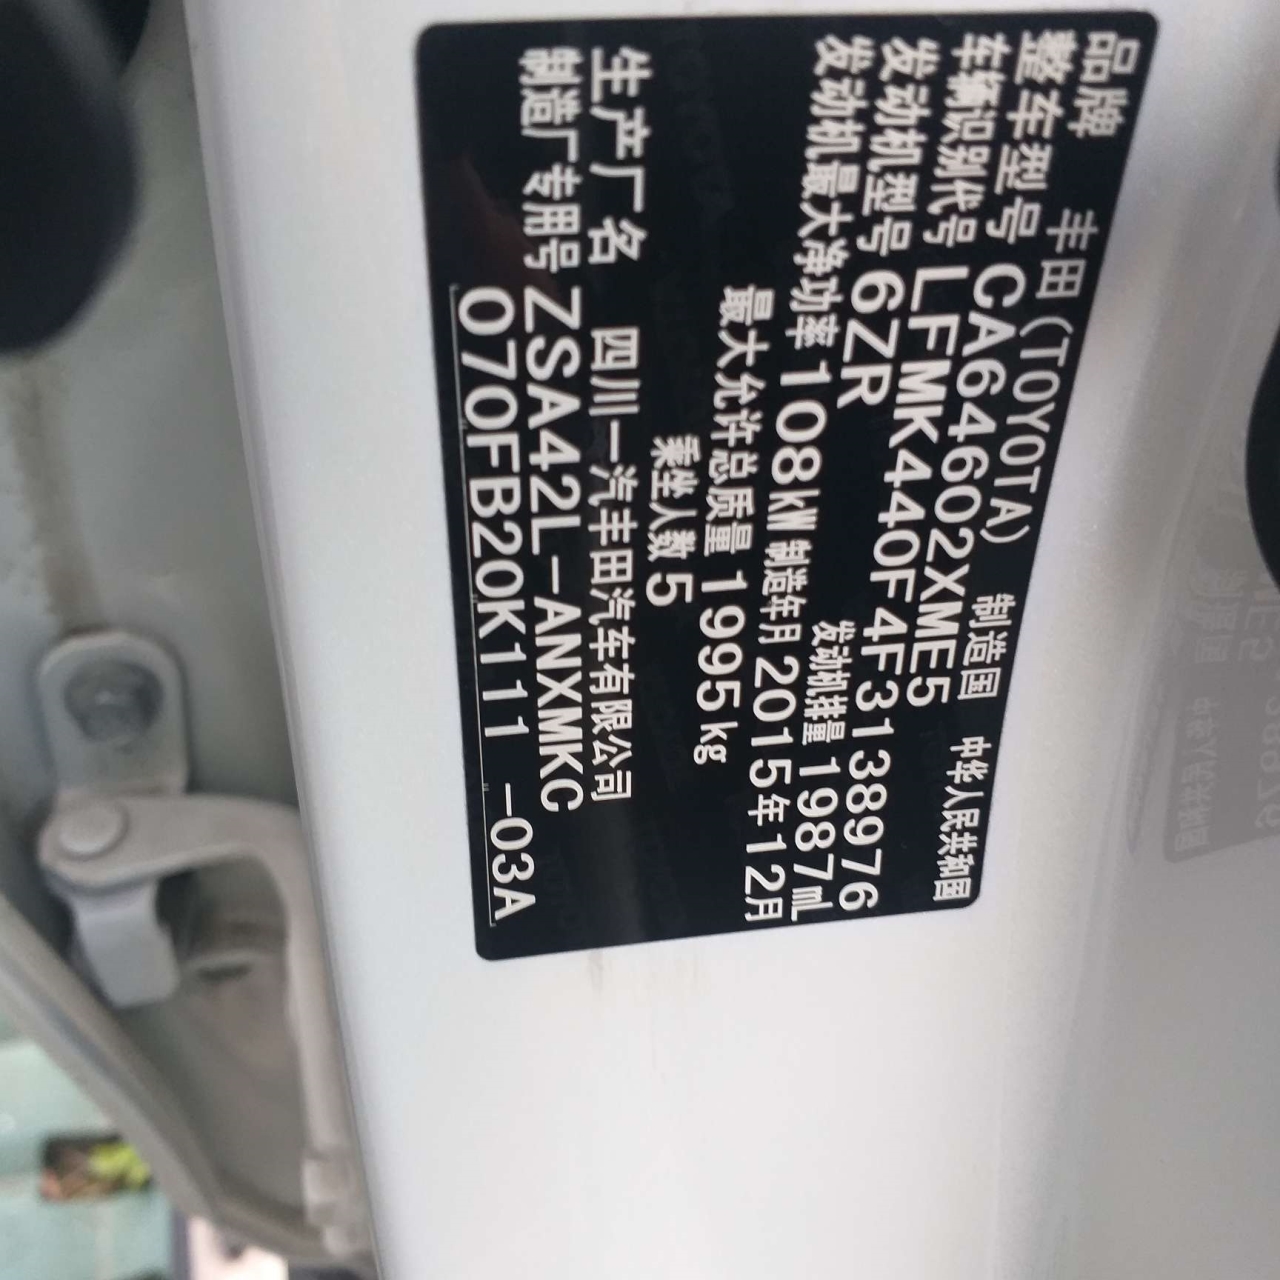 品牌 丰田(TOYOTA) 制造国 中华人民共和国
整车型号 CA64602XME5
车辆识别代号 LFMK440F4F3138976
发动机型号 6ZR 发动机排量 1987mL
发动机最大净功率 108kW 制造年月 2015年12月
最大允许总质量 1995kg
乘坐人数 5
生产厂名 四川一汽丰田汽车有限公司
制造厂专用号 ZSA42L-ANXMKC
070FB20K111 -03A